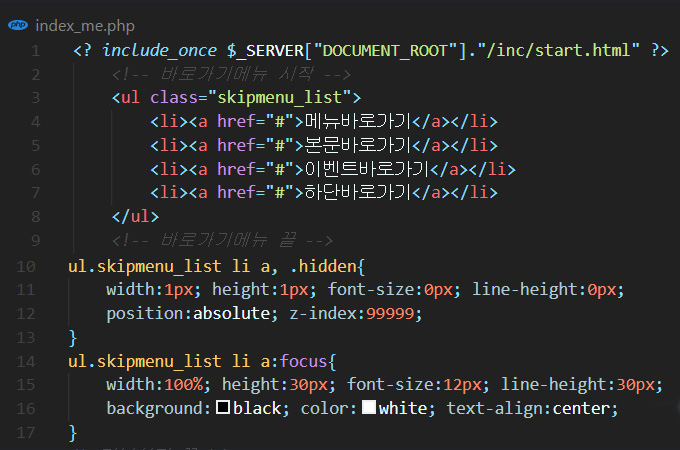 php index_me.php
1 <? include_once $_SERVER["DOCUMENT_ROOT"]."/inc/start.html" ?>
2 <!-- 바로가기메뉴 시작 -->
3 <ul class="skipmenu_list">
4 <li><a href="#">메뉴바로가기</a></li>
5 <li><a href="#">본문바로가기</a></li>
6 <li><a href="#">이벤트바로가기</a></li>
7 <li><a href="#">하단바로가기</a></li>
8 </ul>
9 <!-- 바로가기메뉴 끝 -->
10 ul.skipmenu_list li a, .hidden{
11 width:1px; height:1px; font-size:0px; line-height:0px;
12 position:absolute; z-index:99999;
13 }
14 ul.skipmenu_list li a:focus{
15 width:100%; height:30px; font-size:12px; line-height:30px;
16 background:black; color:white; text-align:center;
17 }